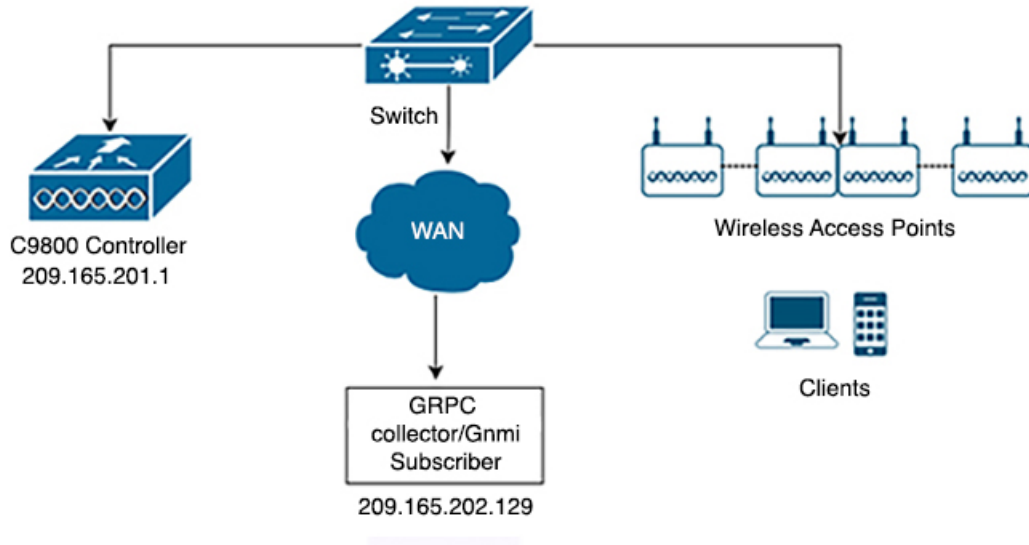 Switch
C9800 Controller
209.165.201.1
WAN
Wireless Access Points
Clients
GRPC
collector/Gnmi
Subscriber
209.165.202.129